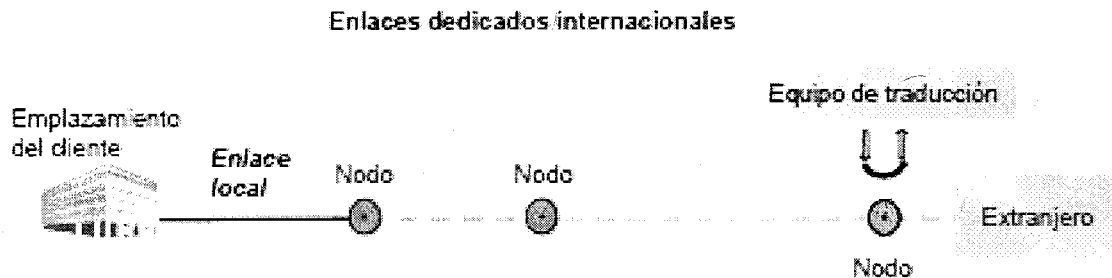 Enlaces dedicados internacionales
Equipo de traducción
Emplazamiento
del cliente
Enlace
local
Nodo
Nodo
Extranjero
Nodo